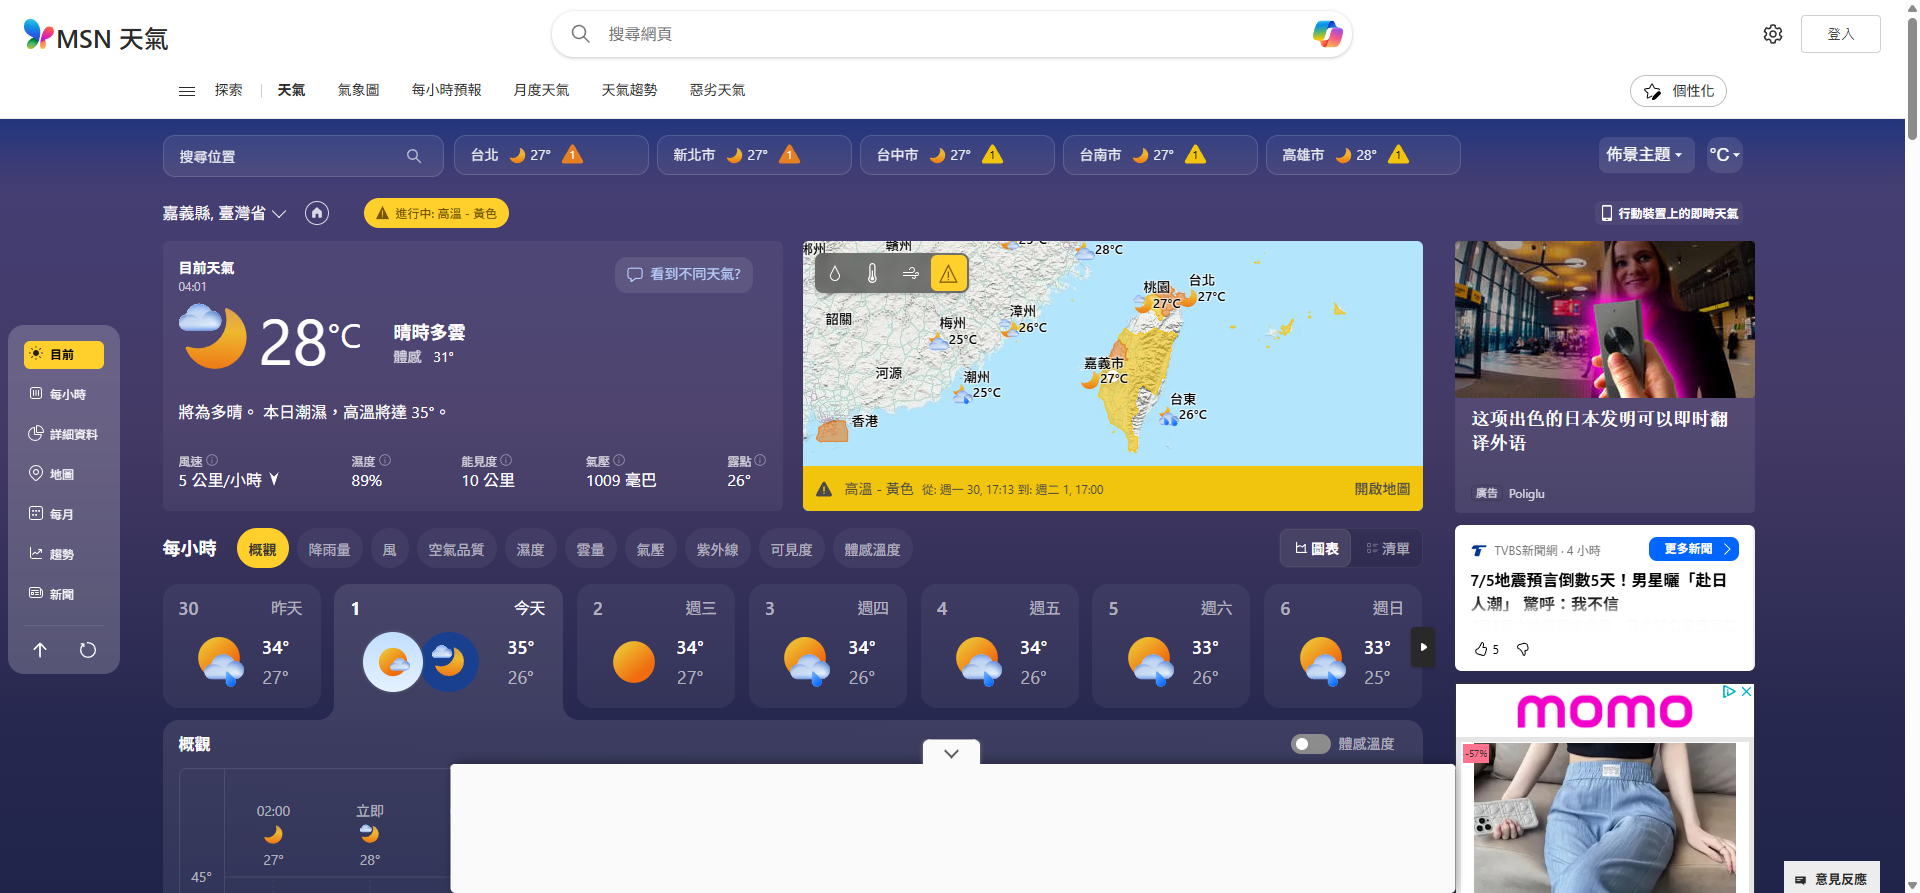 MSN 天氣
搜尋網頁
登入
探索
天氣
氣象圖
每小時預報
月度天氣
天氣趨勢
惡劣天氣
個性化
搜尋位置
台北 27° 1
新北市 27° 1
台中市 27° 1
台南市 27° 1
高雄市 28° 1
佈景主題
°C
嘉義縣, 臺灣省
進行中: 高溫 - 黃色
行動裝置上的即時天氣
目前
每小時
詳細資料
地圖
每月
趨勢
新聞
目前天氣
04:01
看到不同天氣?
28°C
晴時多雲
體感 31°
將為多晴。 本日潮濕，高溫將達 35°。
風速
5 公里/小時
濕度
89%
能見度
10 公里
氣壓
1009 毫巴
露點
26°
郴州
贛州
28°C
韶關
梅州
25°C
漳州
26°C
河源
潮州
25°C
香港
桃園
27°C
台北
27°C
嘉義市
27°C
台東
26°C
高溫 - 黃色 從: 週一 30, 17:13 到: 週二 1, 17:00
開啟地圖
这项出色的日本发明可以即时翻
译外语
廣告 Poliglu
每小時
概觀
降雨量
風
空氣品質
濕度
雲量
氣壓
紫外線
可見度
體感溫度
圖表
清單
30 昨天
34°
27°
1 今天
35°
26°
2 週三
34°
27°
3 週四
34°
26°
4 週五
34°
26°
5 週六
33°
26°
6 週日
33°
25°
TVBS新聞網 · 4 小時
更多新聞
7/5地震預言倒數5天！男星曬「赴日
人潮」 驚呼：我不信
5
momo
-57%
概觀
體感溫度
02:00
27°
立即
28°
45°
意見反應